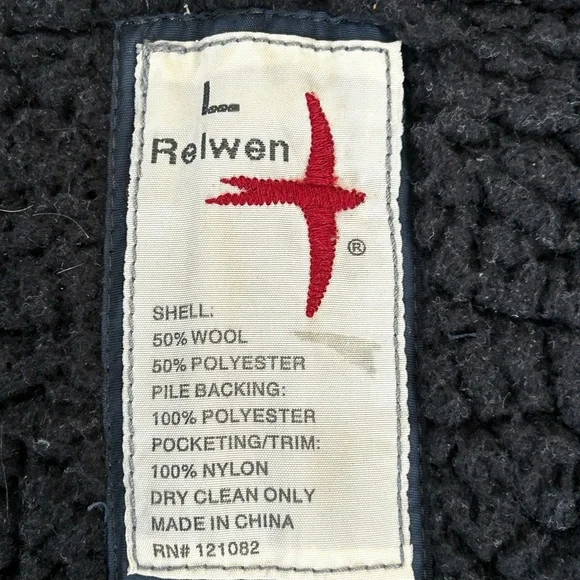 L
Relwen
®
SHELL:
50% WOOL
50% POLYESTER
PILE BACKING:
100% POLYESTER
POCKETING/TRIM:
100% NYLON
DRY CLEAN ONLY
MADE IN CHINA
RN# 121082